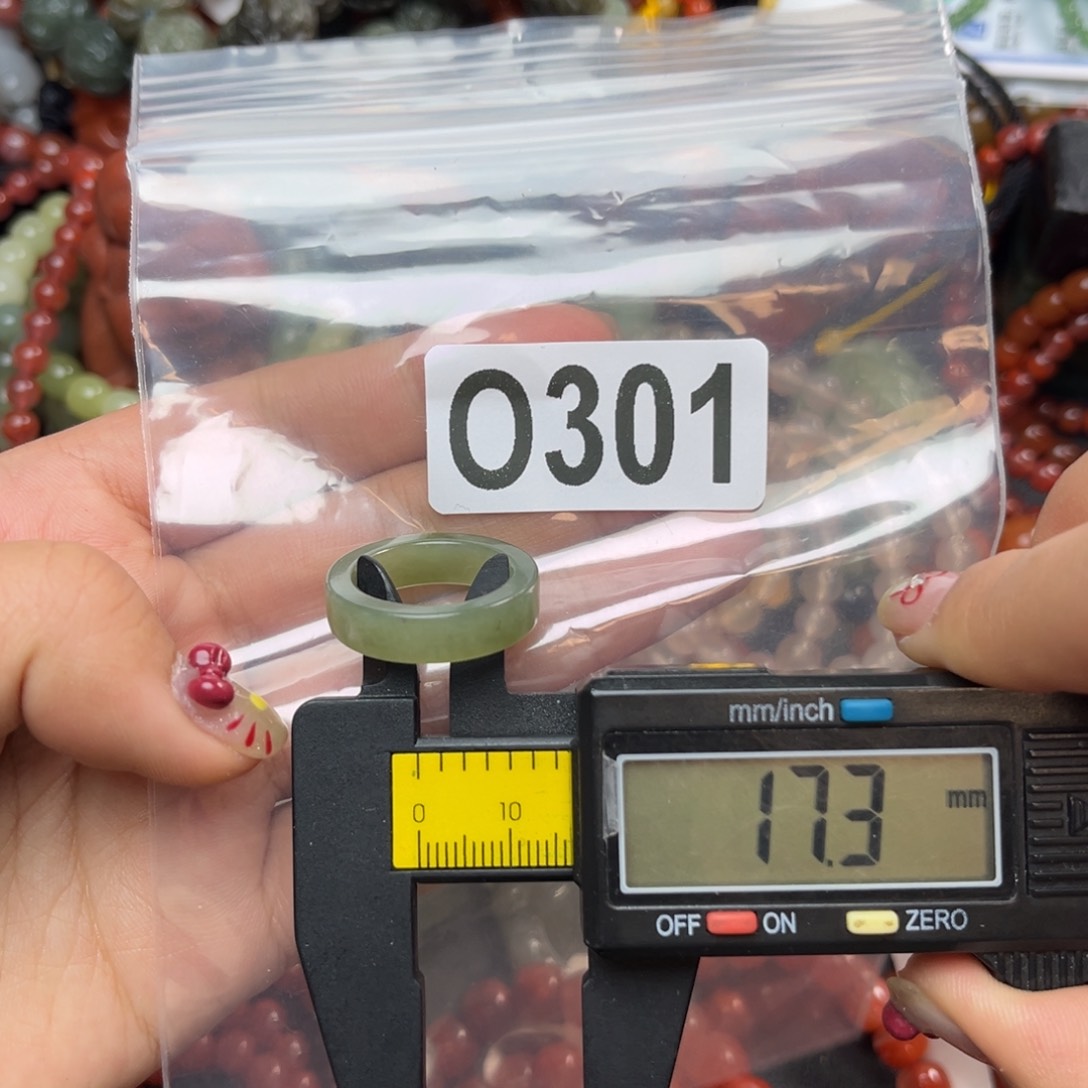 O301
mm/inch
0 10
17.3 mm
OFF ON ZERO